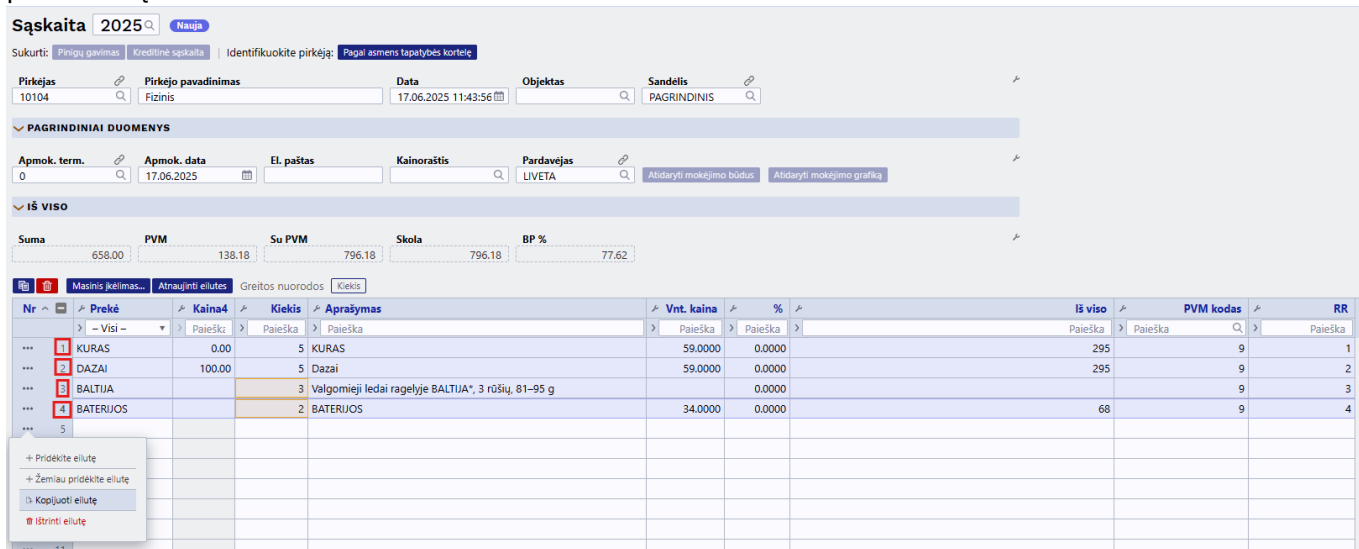 Sąskaita 2025 Nauja
Sukurti: Pinigų gavimas Kreditinė sąskaita | Identifikuokite pirkėją: Pagal asmens tapatybės kortelę
Pirkėjas Pirkėjo pavadinimas Data Objektas Sandėlis
10104 Fizinis 17.06.2025 11:43:56 PAGRINDINIS
PAGRINDINIAI DUOMENYS
Apmok. term. Apmok. data El. paštas Kainoraštis Pardavėjas
0 17.06.2025 LIVETA Atidaryti mokėjimo būdus Atidaryti mokėjimo grafiką
IŠ VISO
Suma PVM Su PVM Skola BP %
658.00 138.18 796.18 796.18 77.62
Masinis įkėlimas... Atnaujinti eilutes Greitos nuorodos Kiekis
Nr Prekė Kaina4 Kiekis Aprašymas Vnt. kaina % Iš viso PVM kodas RR
– Visi – Paieška Paieška Paieška Paieška Paieška Paieška Paieška Paieška
1 KURAS 0.00 5 KURAS 59.0000 0.0000 295 9 1
2 DAZAI 100.00 5 Dazai 59.0000 0.0000 295 9 2
3 BALTIJA 3 Valgomieji ledai ragelyje BALTIJA*, 3 rūšių, 81–95 g 0.0000 9 3
4 BATERIJOS 2 BATERIJOS 34.0000 0.0000 68 9 4
5
+ Pridėkite eilutę
+ Žemiau pridėkite eilutę
Kopijuoti eilutę
Ištrinti eilutę
11